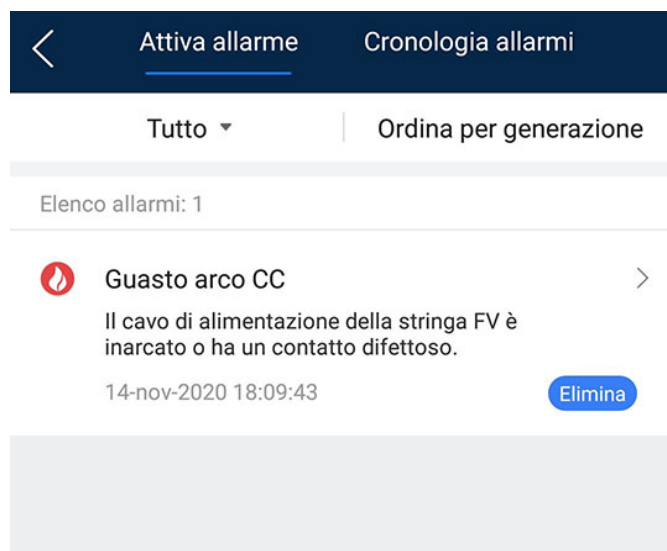 Attiva allarme Cronologia allarmi
Tutto Ordina per generazione
Elenco allarmi: 1
Guasto arco CC
Il cavo di alimentazione della stringa FV è
inarcato o ha un contatto difettoso.
14-nov-2020 18:09:43 Elimina